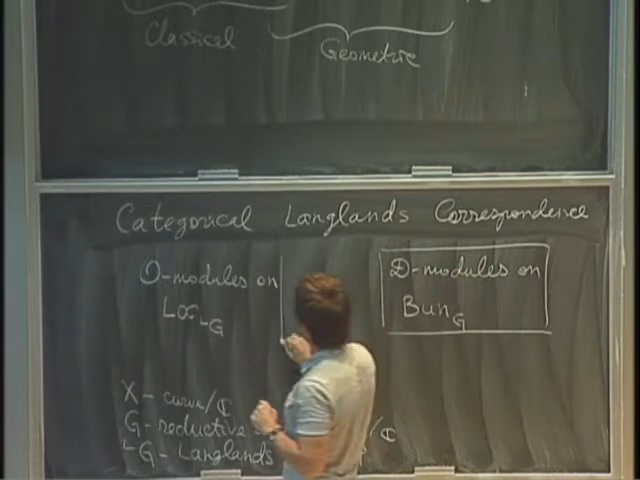 Classical
Geometric
Categorical Langlands Correspondence
O-modules on
Loc_LG
D-modules on
Bun_G
X - curve/ℂ
G - reductive
/ℂ
ᴸG - Langlands